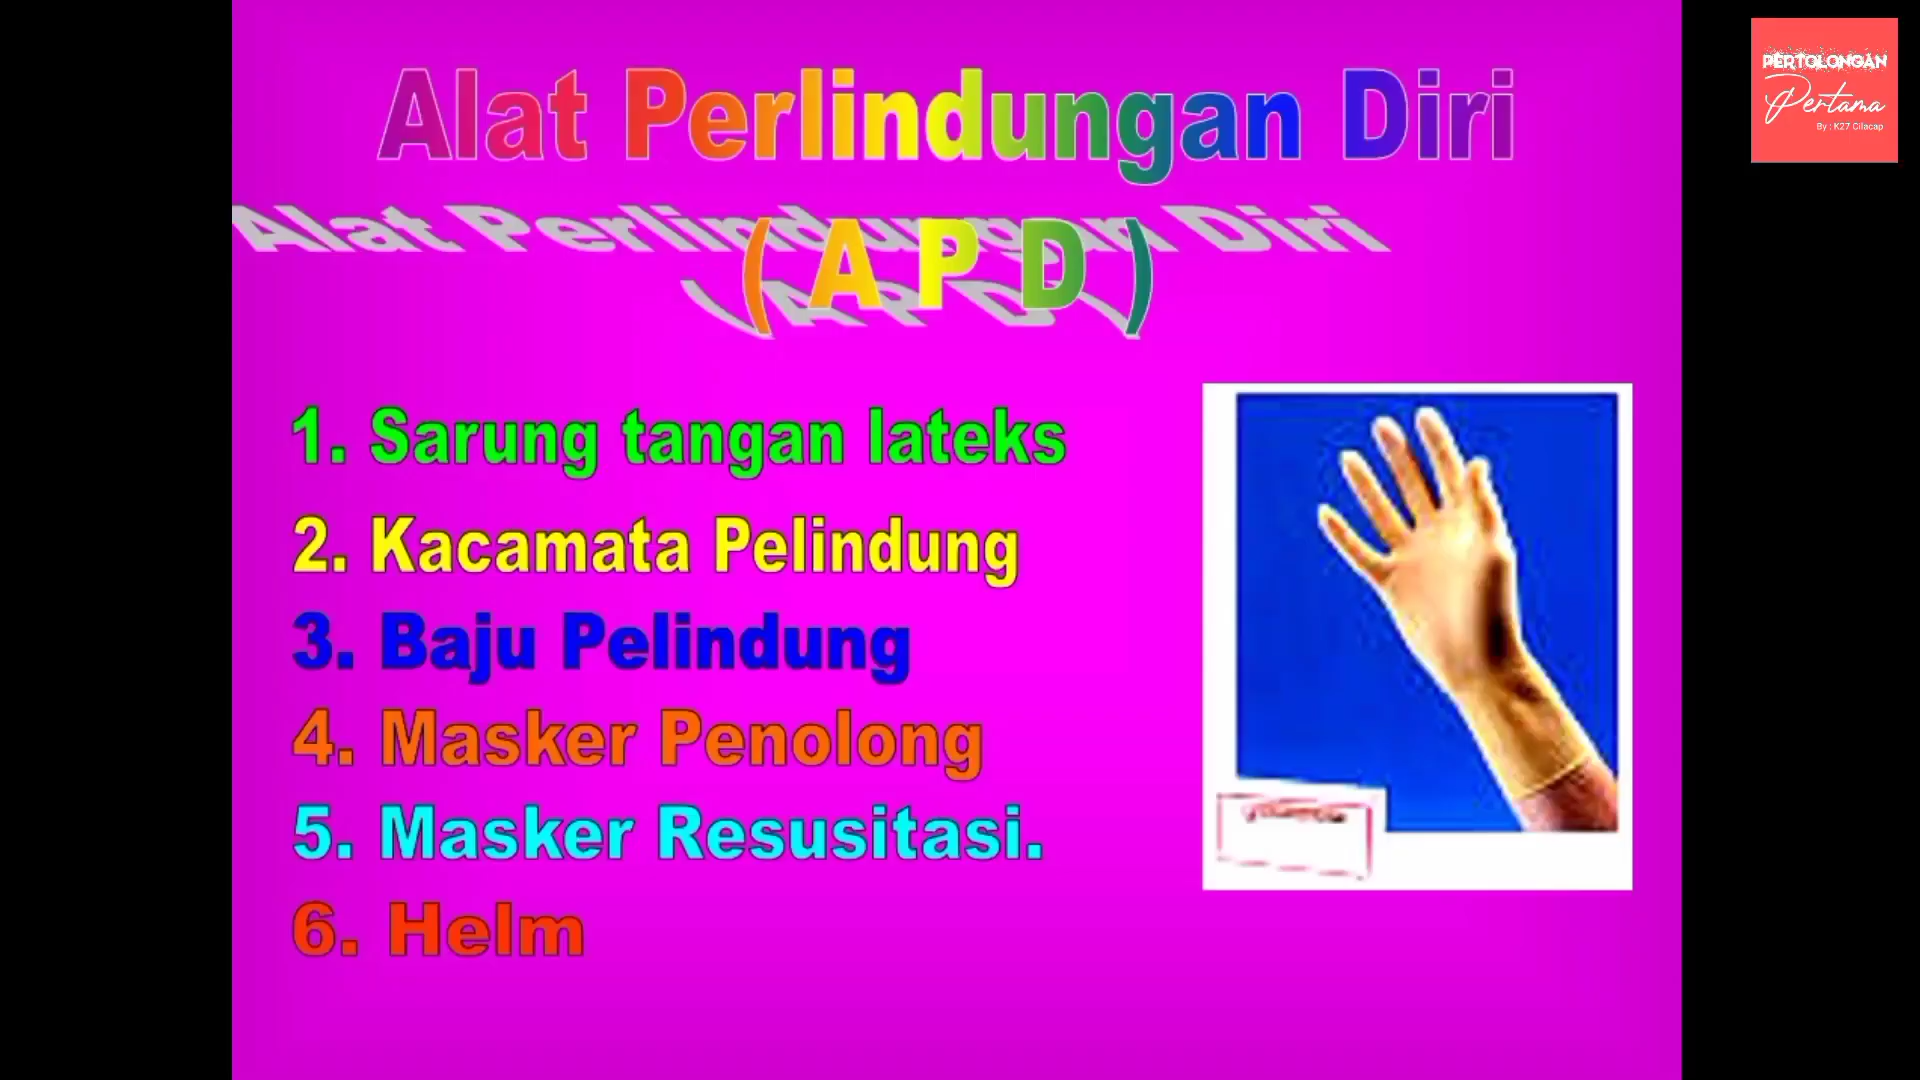 Alat Perlindungan Diri
( A P D )
1. Sarung tangan lateks
2. Kacamata Pelindung
3. Baju Pelindung
4. Masker Penolong
5. Masker Resusitasi.
6. Helm
PERTOLONGAN
Pertama
By : K27 Cilacap